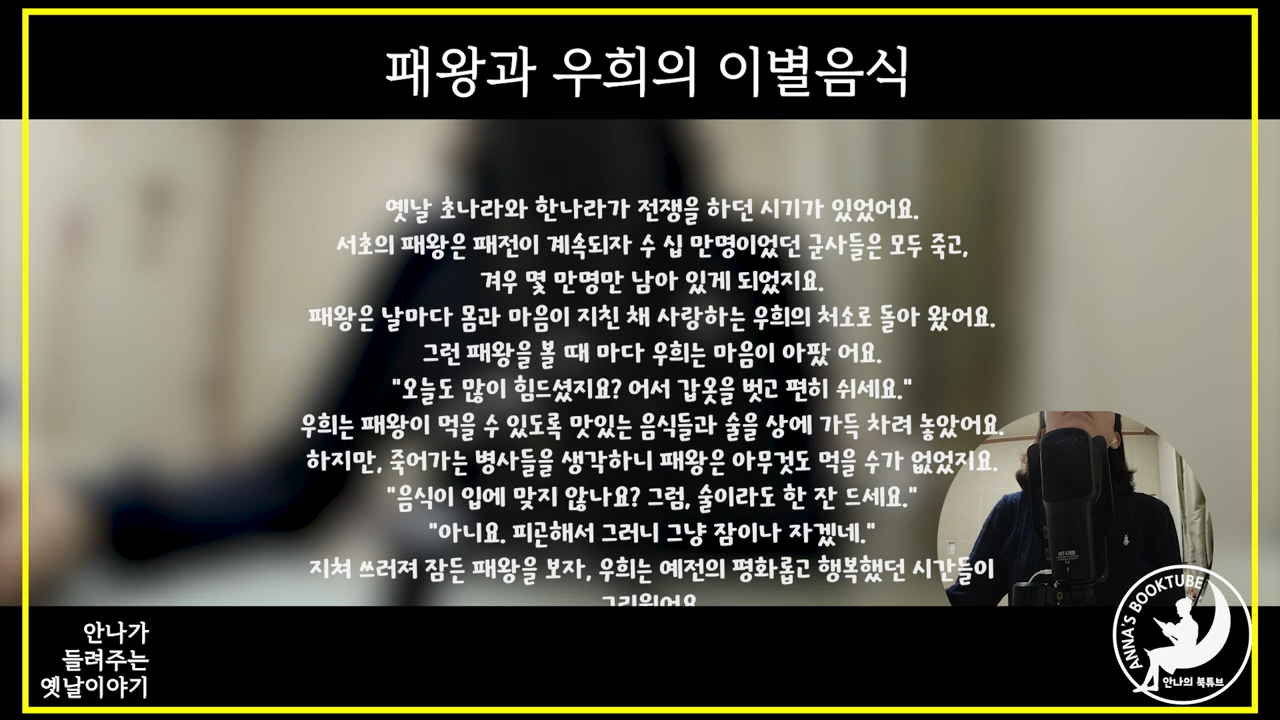 패왕과 우희의 이별음식
옛날 초나라와 한나라가 전쟁을 하던 시기가 있었어요.
서초의 패왕은 패전이 계속되자 수 십 만명이었던 군사들은 모두 죽고,
겨우 몇 만명만 남아 있게 되었지요.
패왕은 날마다 몸과 마음이 지친 채 사랑하는 우희의 처소로 돌아 왔어요.
그런 패왕을 볼 때 마다 우희는 마음이 아팠 어요.
"오늘도 많이 힘드셨지요? 어서 갑옷을 벗고 편히 쉬세요."
우희는 패왕이 먹을 수 있도록 맛있는 음식들과 술을 상에 가득 차려 놓았어요.
하지만, 죽어가는 병사들을 생각하니 패왕은 아무것도 먹을 수가 없었지요.
"음식이 입에 맞지 않나요? 그럼, 술이라도 한 잔 드세요."
"아니요. 피곤해서 그러니 그냥 잠이나 자겠네."
지쳐 쓰러져 잠든 패왕을 보자, 우희는 예전의 평화롭고 행복했던 시간들이
그리웠어요
NT-USB
ANNA'S BOOKTUBE
안나의 북튜브
안나가
들려주는
옛날이야기